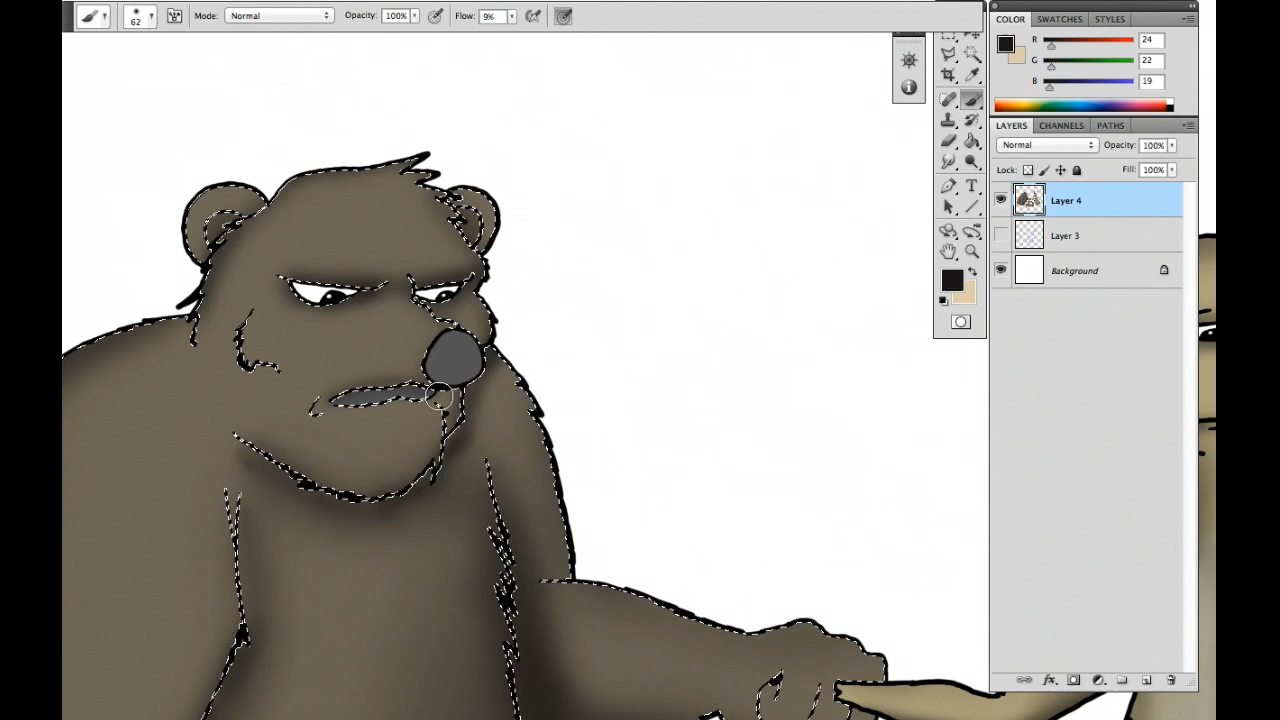 62 Mode: Normal Opacity: 100% Flow: 9%
COLOR SWATCHES STYLES
R 24
G 22
B 19
LAYERS CHANNELS PATHS
Normal Opacity: 100%
Lock: Fill: 100%
Layer 4
Layer 3
Background
fx